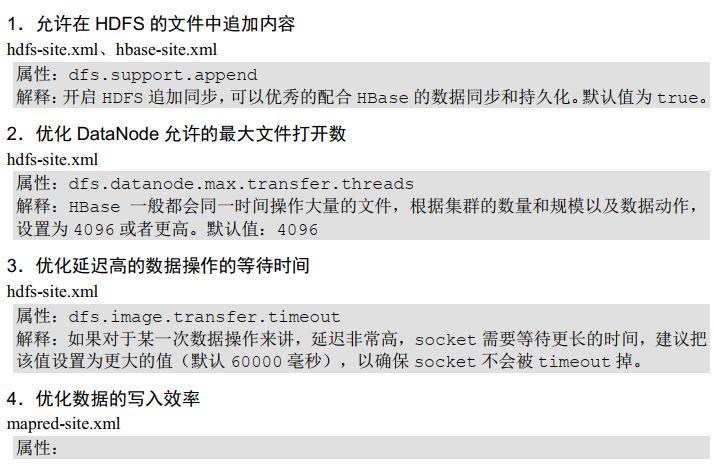 1．允许在 HDFS 的文件中追加内容
hdfs-site.xml、hbase-site.xml
属性：dfs.support.append
解释：开启 HDFS 追加同步，可以优秀的配合 HBase 的数据同步和持久化。默认值为 true。
2．优化 DataNode 允许的最大文件打开数
hdfs-site.xml
属性：dfs.datanode.max.transfer.threads
解释：HBase 一般都会同一时间操作大量的文件，根据集群的数量和规模以及数据动作，
设置为 4096 或者更高。默认值：4096
3．优化延迟高的数据操作的等待时间
hdfs-site.xml
属性：dfs.image.transfer.timeout
解释：如果对于某一次数据操作来讲，延迟非常高，socket 需要等待更长的时间，建议把
该值设置为更大的值（默认 60000 毫秒），以确保 socket 不会被 timeout 掉。
4．优化数据的写入效率
mapred-site.xml
属性：